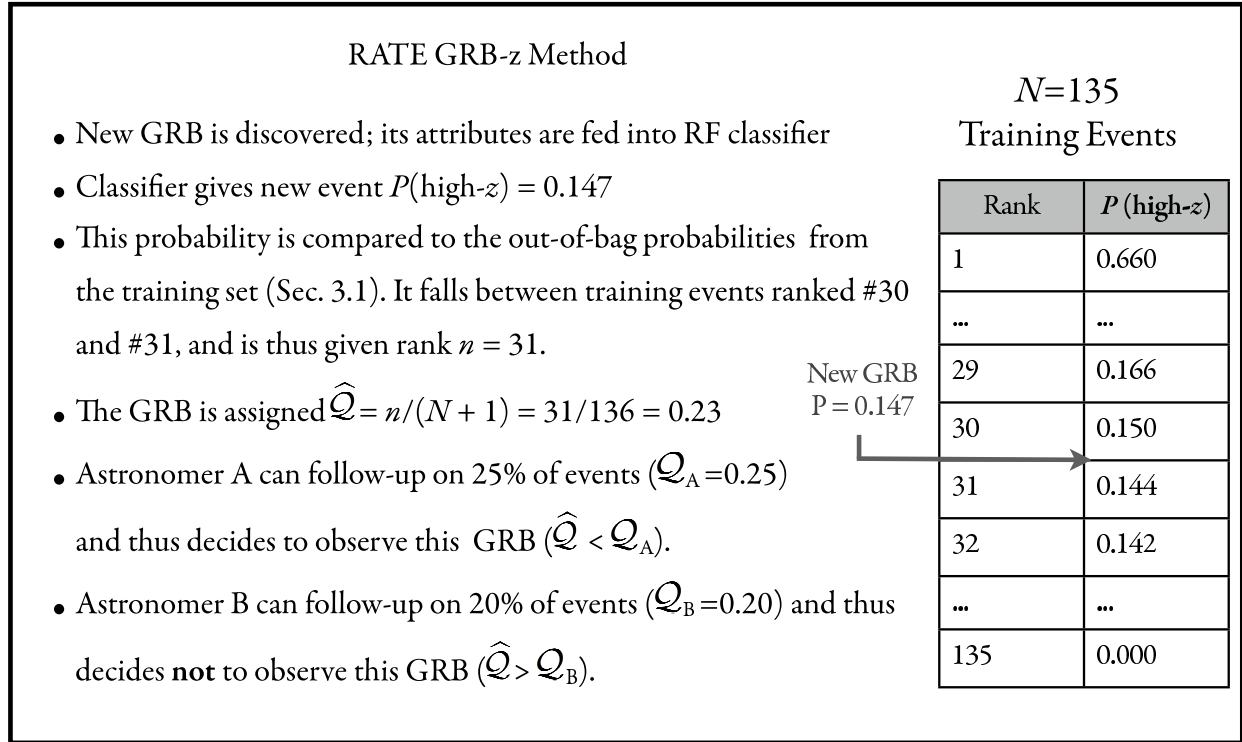 RATE GRB-z Method
• New GRB is discovered; its attributes are fed into RF classifier
• Classifier gives new event P(high-z) = 0.147
• This probability is compared to the out-of-bag probabilities from
the training set (Sec. 3.1). It falls between training events ranked #30
and #31, and is thus given rank n = 31.
• The GRB is assigned Q̂ = n/(N + 1) = 31/136 = 0.23
• Astronomer A can follow-up on 25% of events (Q_A=0.25)
and thus decides to observe this GRB (Q̂ < Q_A).
• Astronomer B can follow-up on 20% of events (Q_B=0.20) and thus
decides not to observe this GRB (Q̂ > Q_B).
New GRB
P = 0.147
N=135
Training Events
Rank P (high-z)
1 0.660
... ...
29 0.166
30 0.150
31 0.144
32 0.142
... ...
135 0.000